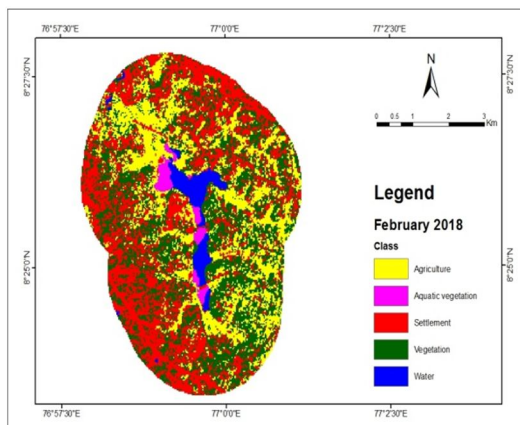 76°57'30"E 77°0'0"E 77°2'30"E
8°27'30"N 8°27'30"N
N
0 0.5 1 2 3
Km
Legend
February 2018
Class
Agriculture
Aquatic vegetation
Settlement
Vegetation
Water
8°25'0"N 8°25'0"N
76°57'30"E 77°0'0"E 77°2'30"E